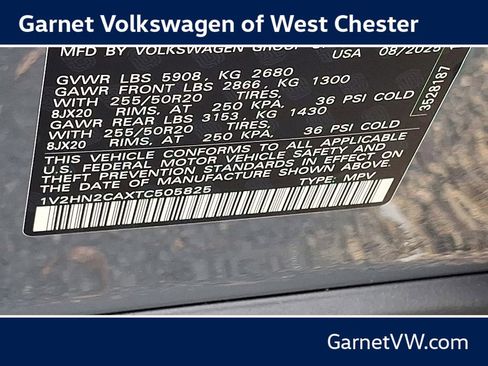 Garnet Volkswagen of West Chester
MFD BY VOLKSWAGEN GROUP
USA 08/2025
GVWR LBS 5908, KG 2680
GAWR FRONT LBS 2866, KG 1300
WITH 255/50R20 TIRES,
8JX20 RIMS, AT 250 KPA, 36 PSI COLD
GAWR REAR LBS 3153, KG 1430
WITH 255/50R20 TIRES,
8JX20 RIMS, AT 250 KPA, 36 PSI COLD
THIS VEHICLE CONFORMS TO ALL APPLICABLE
U.S. FEDERAL MOTOR VEHICLE SAFETY AND
THEFT PREVENTION STANDARDS IN EFFECT ON
THE DATE OF MANUFACTURE SHOWN ABOVE.
1V2HN2CAXTC505825 TYPE: MPV
3528187
GarnetVW.com